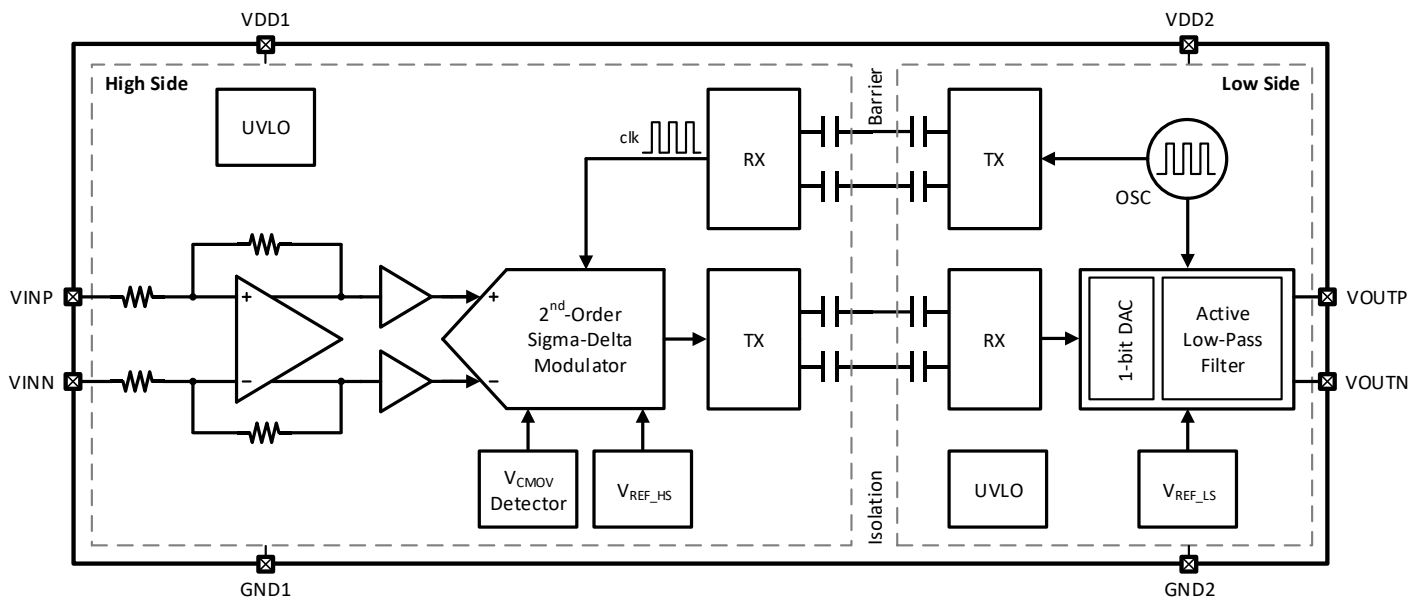 VDD1
VDD2
High Side
Low Side
Isolation Barrier
UVLO
clk
RX
TX
OSC
VINP
VINN
+
−
+
−
2nd-Order
Sigma-Delta
Modulator
TX
RX
1-bit DAC
Active
Low-Pass
Filter
VOUTP
VOUTN
VCMOV
Detector
VREF_HS
UVLO
VREF_LS
GND1
GND2